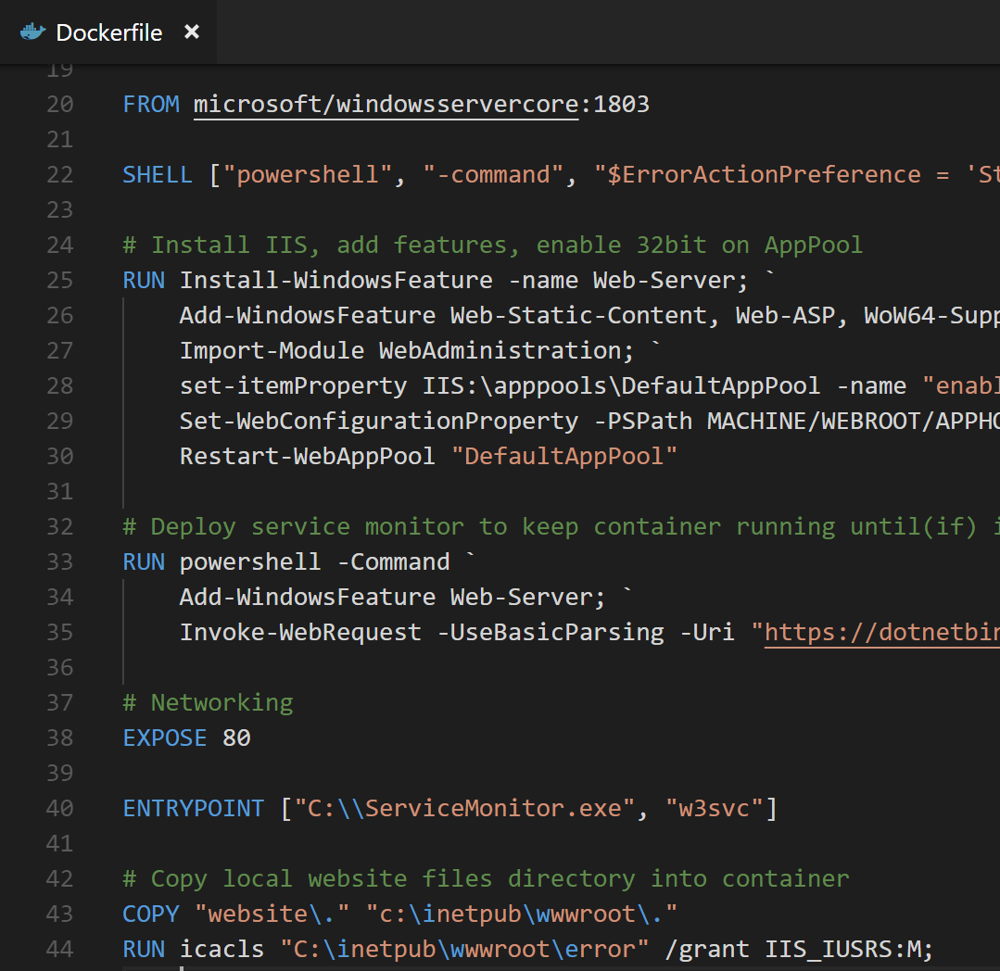 Dockerfile ×
19
20 FROM microsoft/windowsservercore:1803
21
22 SHELL ["powershell", "-command", "$ErrorActionPreference = 'St
23
24 # Install IIS, add features, enable 32bit on AppPool
25 RUN Install-WindowsFeature -name Web-Server; `
26 Add-WindowsFeature Web-Static-Content, Web-ASP, WoW64-Supp
27 Import-Module WebAdministration; `
28 set-itemProperty IIS:\apppools\DefaultAppPool -name "enabl
29 Set-WebConfigurationProperty -PSPath MACHINE/WEBROOT/APPHO
30 Restart-WebAppPool "DefaultAppPool"
31
32 # Deploy service monitor to keep container running until(if) i
33 RUN powershell -Command `
34 Add-WindowsFeature Web-Server; `
35 Invoke-WebRequest -UseBasicParsing -Uri "https://dotnetbin
36
37 # Networking
38 EXPOSE 80
39
40 ENTRYPOINT ["C:\\ServiceMonitor.exe", "w3svc"]
41
42 # Copy local website files directory into container
43 COPY "website\." "c:\inetpub\wwwroot\."
44 RUN icacls "C:\inetpub\wwwroot\error" /grant IIS_IUSRS:M;